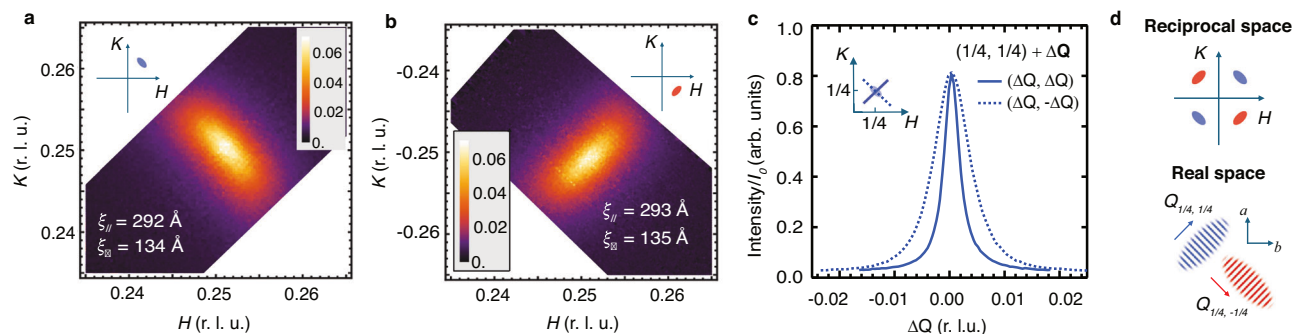 a
K
H
0.08
0.04
0.
0.26
0.25
0.24
K (r. l. u.)
ξ// = 292 Å
ξ⊠ = 134 Å
0.24
0.25
0.26
H (r. l. u.)
b
K
H
0.06
0.04
0.02
0.
-0.24
-0.25
-0.26
K (r. l. u.)
ξ// = 293 Å
ξ⊠ = 135 Å
0.24
0.25
0.26
H (r. l. u.)
c
K
1/4
H
1/4
(1/4, 1/4) + ΔQ
(ΔQ, ΔQ)
(ΔQ, -ΔQ)
1.0
0.8
0.6
0.4
0.2
0.0
Intensity/I₀ (arb. units)
-0.02
-0.01
0.00
0.01
0.02
ΔQ (r. l.u.)
d
Reciprocal space
K
H
Real space
Q1/4, 1/4
a
b
Q1/4, -1/4